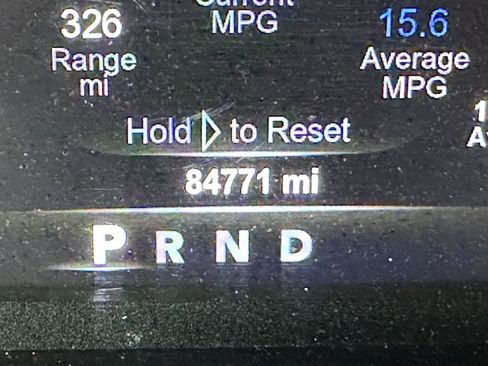 Current
326 MPG 15.6
Range Average
mi MPG
Hold to Reset
84771 mi
P R N D